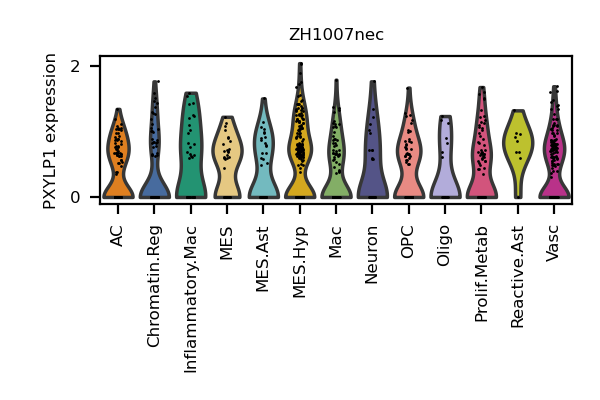 ZH1007nec
PXYLP1 expression
2
0
AC
Chromatin.Reg
Inflammatory.Mac
MES
MES.Ast
MES.Hyp
Mac
Neuron
OPC
Oligo
Prolif.Metab
Reactive.Ast
Vasc